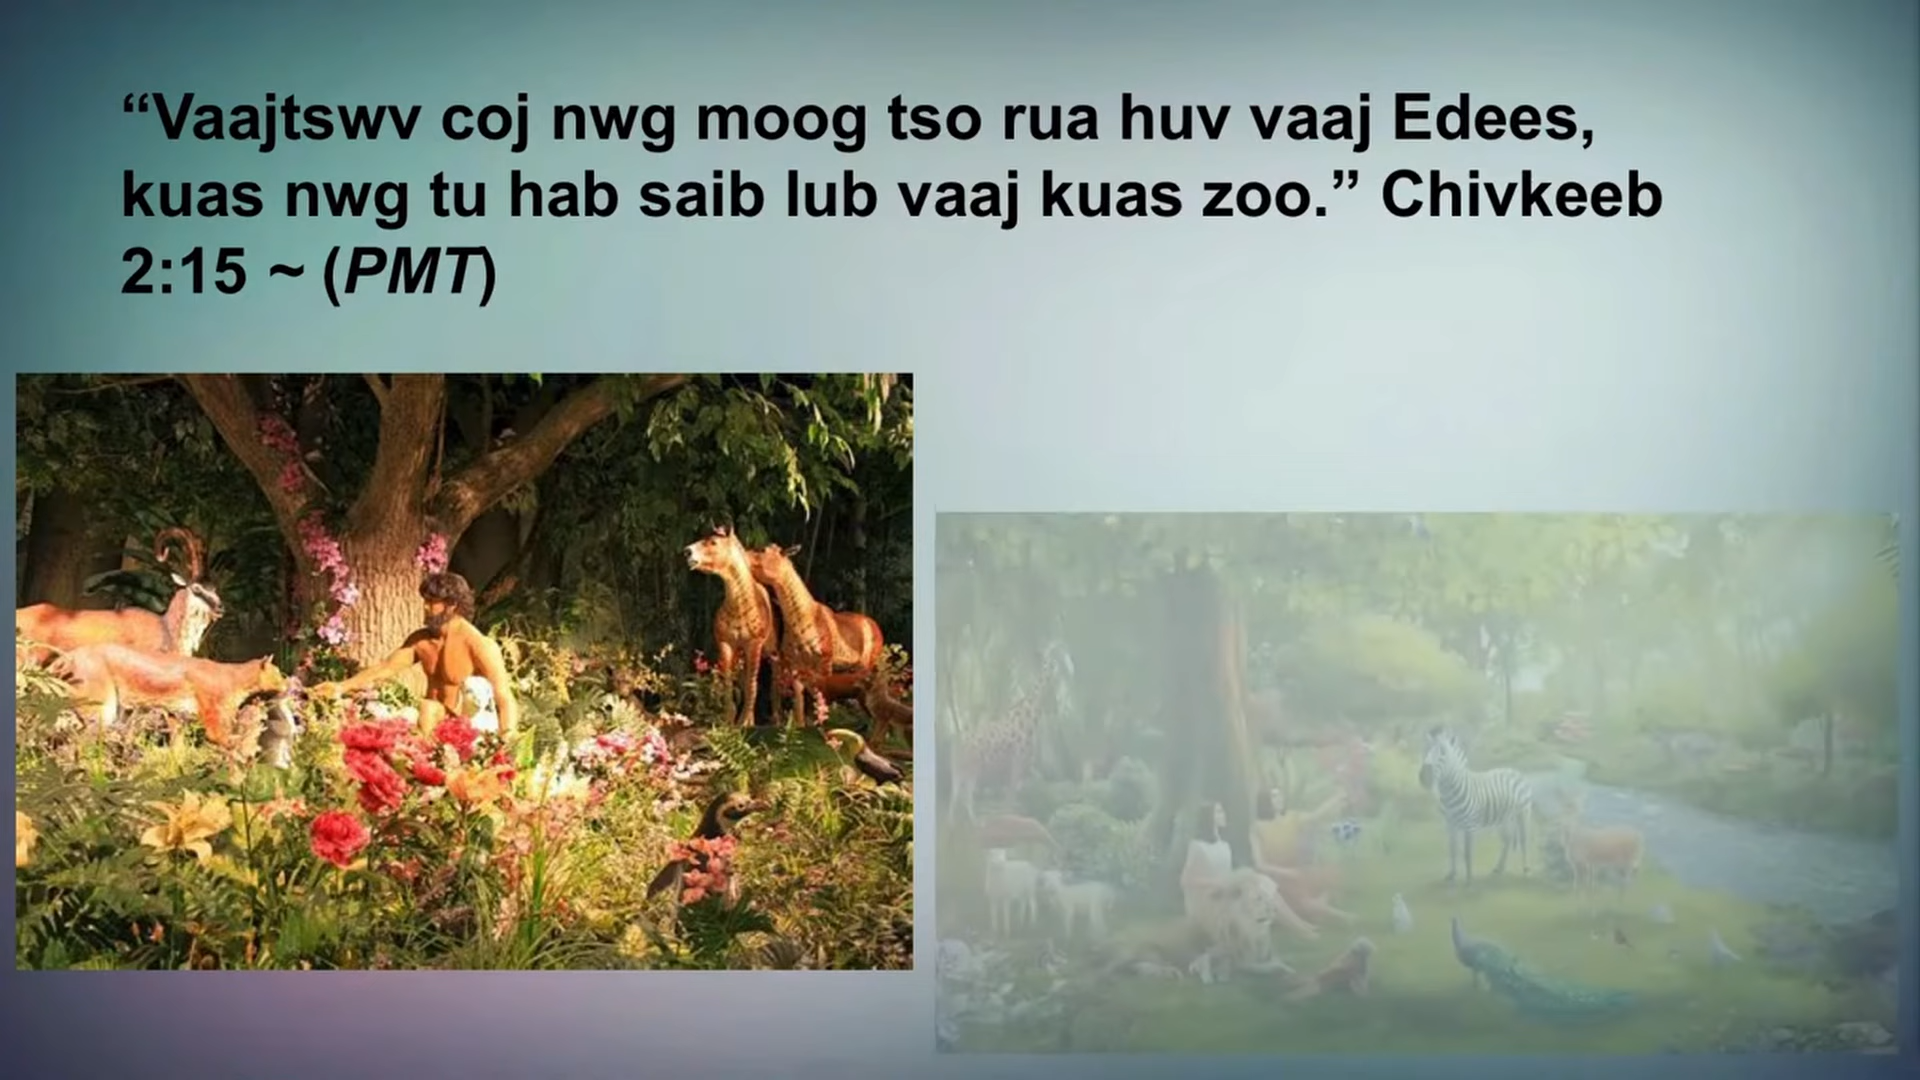 “Vaajtswv coj nwg moog tso rua huv vaaj Edees,
kuas nwg tu hab saib lub vaaj kuas zoo.” Chivkeeb
2:15 ~ (PMT)